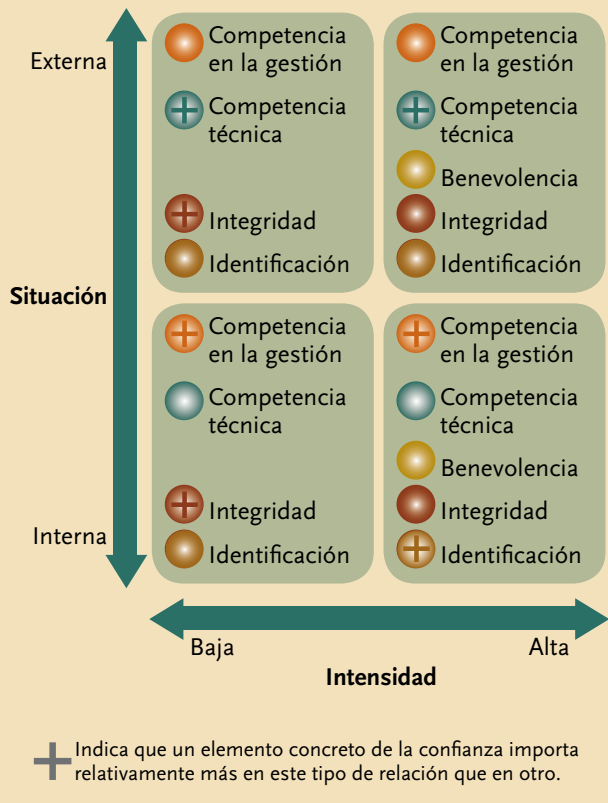 Externa
Competencia
en la gestión
Competencia
técnica
Integridad
Identificación
Competencia
en la gestión
Competencia
técnica
Benevolencia
Integridad
Identificación
Situación
Competencia
en la gestión
Competencia
técnica
Integridad
Identificación
Competencia
en la gestión
Competencia
técnica
Benevolencia
Integridad
Identificación
Interna
Baja
Alta
Intensidad
Indica que un elemento concreto de la confianza importa
relativamente más en este tipo de relación que en otro.